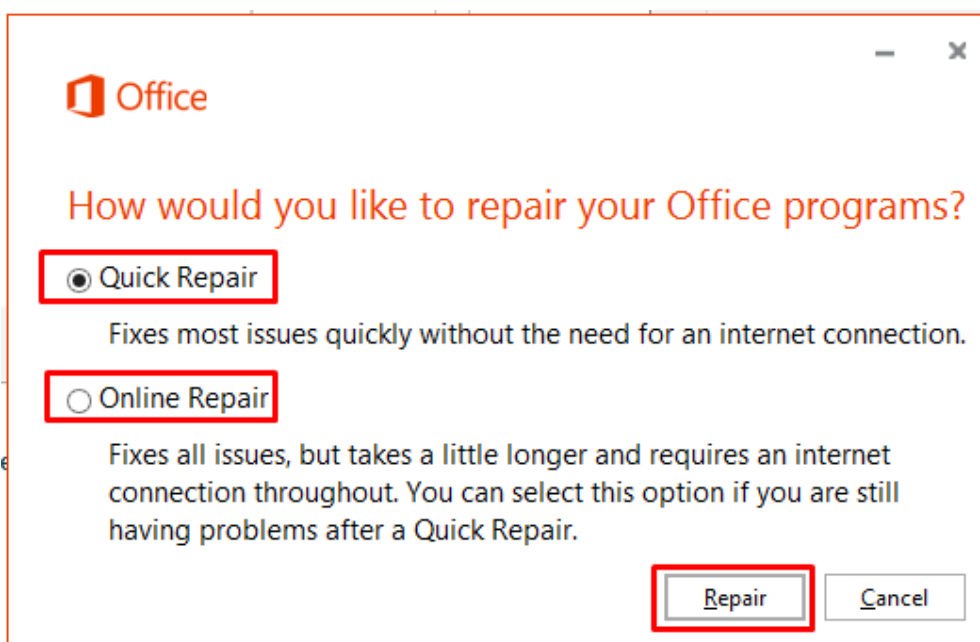 Office
How would you like to repair your Office programs?
Quick Repair
Fixes most issues quickly without the need for an internet connection.
Online Repair
Fixes all issues, but takes a little longer and requires an internet
connection throughout. You can select this option if you are still
having problems after a Quick Repair.
Repair Cancel